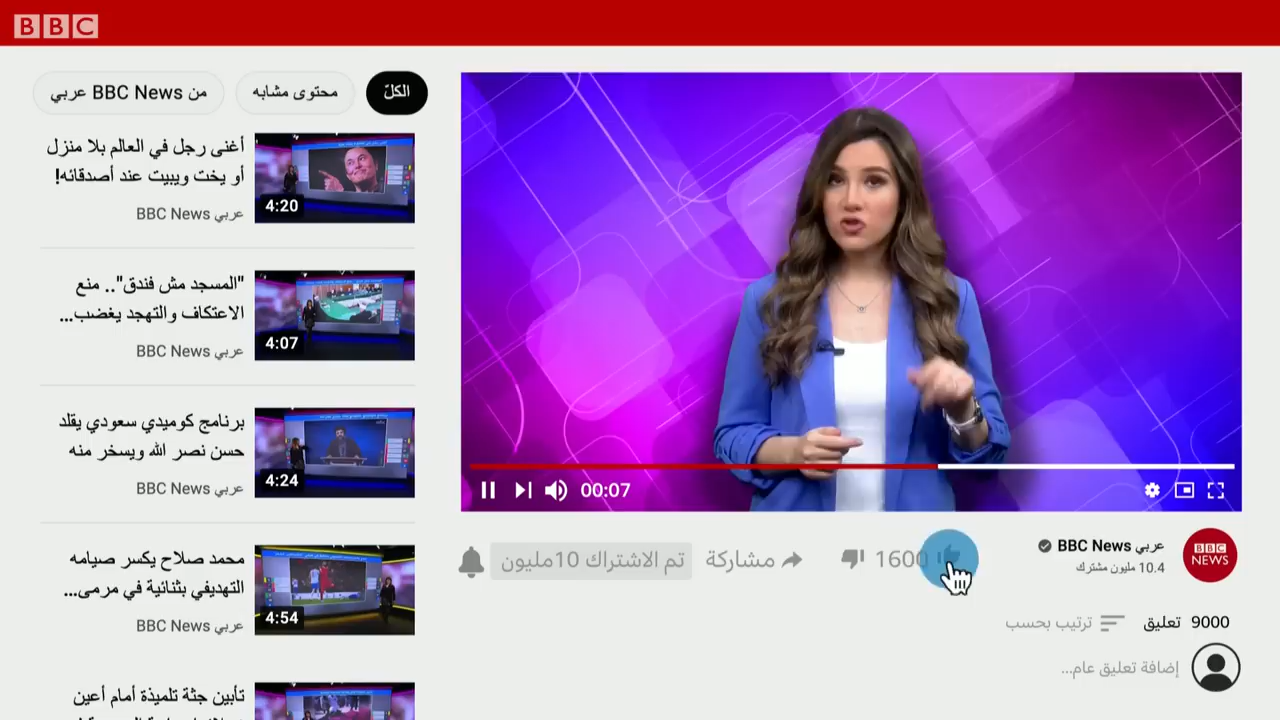 BBC
الكلّ
محتوى مشابه
من BBC News عربي
أغنى رجل في العالم بلا منزل
أو يخت ويبيت عند أصدقائه!
عربي BBC News
4:20
"المسجد مش فندق".. منع
الاعتكاف والتهجد يغضب...
عربي BBC News
4:07
برنامج كوميدي سعودي يقلد
حسن نصر الله ويسخر منه
عربي BBC News
4:24
محمد صلاح يكسر صيامه
التهديفي بثنائية في مرمى...
عربي BBC News
4:54
تأبين جثة تلميذة أمام أعين
00:07
BBC NEWS
عربي BBC News
10.4 مليون مشترك
1600
مشاركة
تم الاشتراك 10مليون
9000 تعليق
ترتيب بحسب
إضافة تعليق عام...